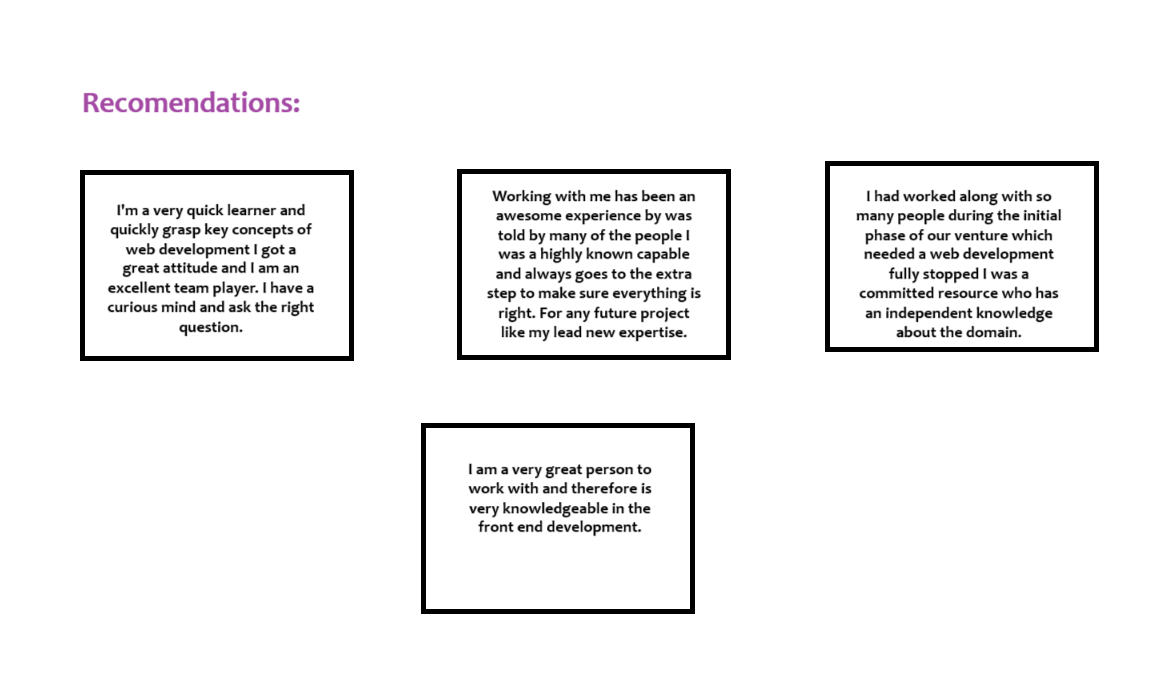 Recomendations:
I'm a very quick learner and
quickly grasp key concepts of
web development I got a
great attitude and I am an
excellent team player. I have a
curious mind and ask the right
question.
Working with me has been an
awesome experience by was
told by many of the people I
was a highly known capable
and always goes to the extra
step to make sure everything is
right. For any future project
like my lead new expertise.
I had worked along with so
many people during the initial
phase of our venture which
needed a web development
fully stopped I was a
committed resource who has
an independent knowledge
about the domain.
I am a very great person to
work with and therefore is
very knowledgeable in the
front end development.